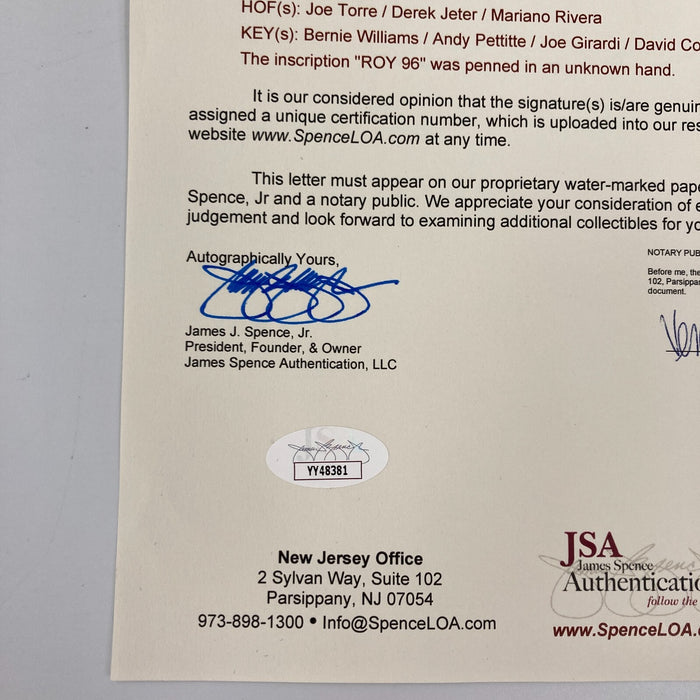 HOF(s): Joe Torre / Derek Jeter / Mariano Rivera
KEY(s): Bernie Williams / Andy Pettitte / Joe Girardi / David Co
The inscription "ROY 96" was penned in an unknown hand.
It is our considered opinion that the signature(s) is/are genuin
assigned a unique certification number, which is uploaded into our res
website www.SpenceLOA.com at any time.
This letter must appear on our proprietary water-marked pape
Spence, Jr and a notary public. We appreciate your consideration of e
judgement and look forward to examining additional collectibles for yo
Autographically Yours,
James J. Spence, Jr.
President, Founder, & Owner
James Spence Authentication, LLC
NOTARY PUB
Before me, the
102, Parsippa
document.
YY48381
New Jersey Office
2 Sylvan Way, Suite 102
Parsippany, NJ 07054
973-898-1300 • Info@SpenceLOA.com
JSA
James Spence
Authenticatio
follow the
www.SpenceLOA.